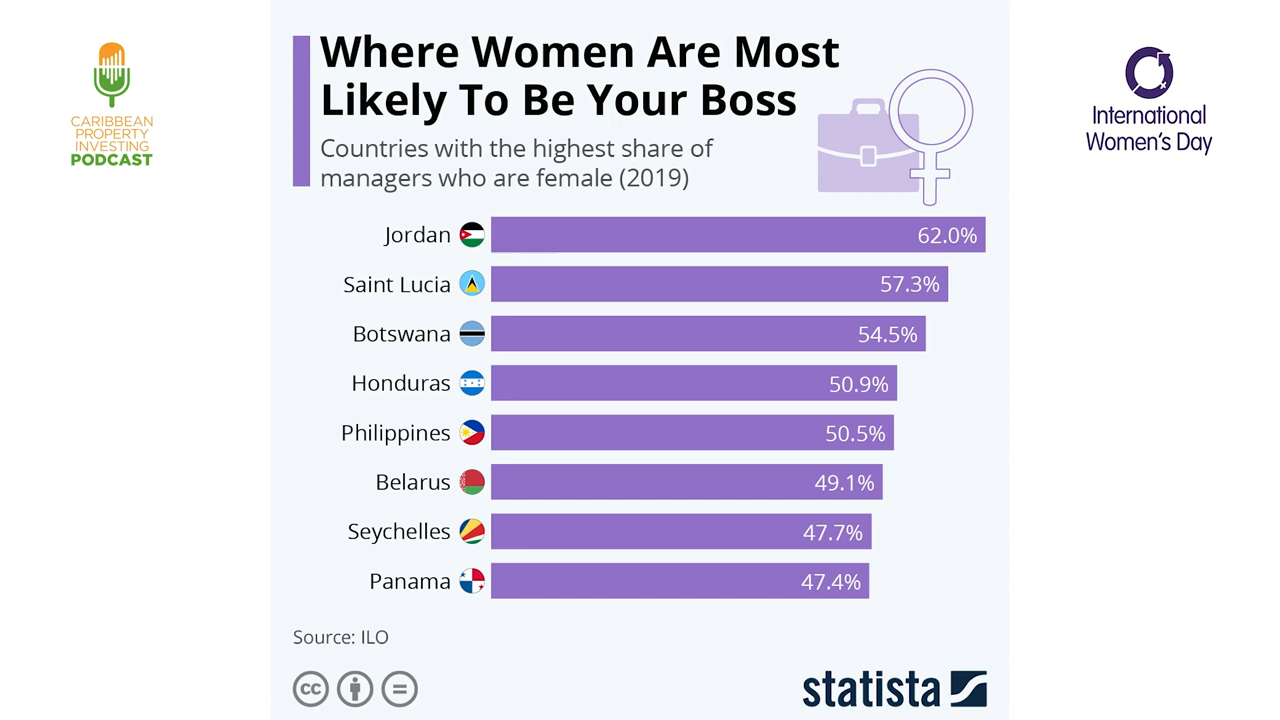 CARIBBEAN
PROPERTY
INVESTING
PODCAST
Where Women Are Most
Likely To Be Your Boss
Countries with the highest share of
managers who are female (2019)
International
Women's Day
Jordan 62.0%
Saint Lucia 57.3%
Botswana 54.5%
Honduras 50.9%
Philippines 50.5%
Belarus 49.1%
Seychelles 47.7%
Panama 47.4%
Source: ILO
cc
statista